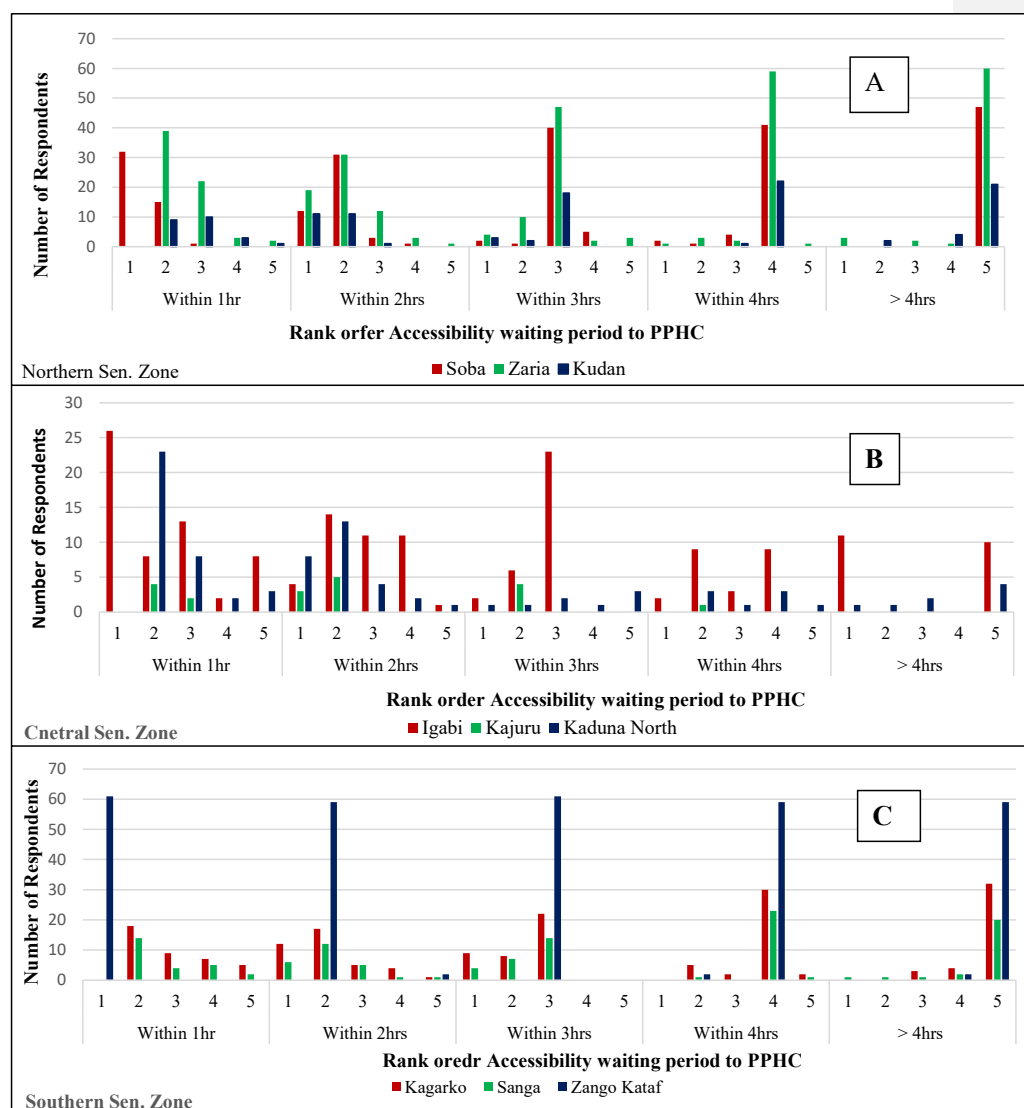 70
60
50
40
30
20
10
0
Number of Respondents
A
1 2 3 4 5 1 2 3 4 5 1 2 3 4 5 1 2 3 4 5 1 2 3 4 5
Within 1hr Within 2hrs Within 3hrs Within 4hrs > 4hrs
Rank orfer Accessibility waiting period to PPHC
Northern Sen. Zone
Soba Zaria Kudan
30
25
20
15
10
5
0
Number of Respondents
B
1 2 3 4 5 1 2 3 4 5 1 2 3 4 5 1 2 3 4 5 1 2 3 4 5
Within 1hr Within 2hrs Within 3hrs Within 4hrs > 4hrs
Rank order Accessibility waiting period to PPHC
Cnetral Sen. Zone
Igabi Kajuru Kaduna North
70
60
50
40
30
20
10
0
Number of Respondents
C
1 2 3 4 5 1 2 3 4 5 1 2 3 4 5 1 2 3 4 5 1 2 3 4 5
Within 1hr Within 2hrs Within 3hrs Within 4hrs > 4hrs
Rank oredr Accessibility waiting period to PPHC
Kagarko Sanga Zango Kataf
Southern Sen. Zone